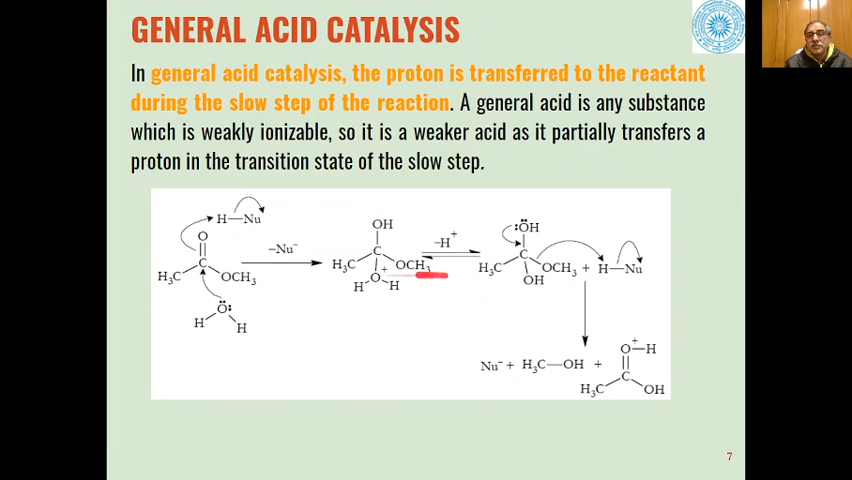 GENERAL ACID CATALYSIS
In general acid catalysis, the proton is transferred to the reactant
during the slow step of the reaction. A general acid is any substance
which is weakly ionizable, so it is a weaker acid as it partially transfers a
proton in the transition state of the slow step.
H—Nu
O
C
H₃C
OCH₃
Ö:
H
H
–Nu⁻
OH
C
H₃C
OCH₃
O⁺
H
H
–H⁺
:ÖH
C
H₃C
OCH₃ + H—Nu
OH
Nu⁻ + H₃C—OH +
O⁺—H
C
H₃C
OH
7